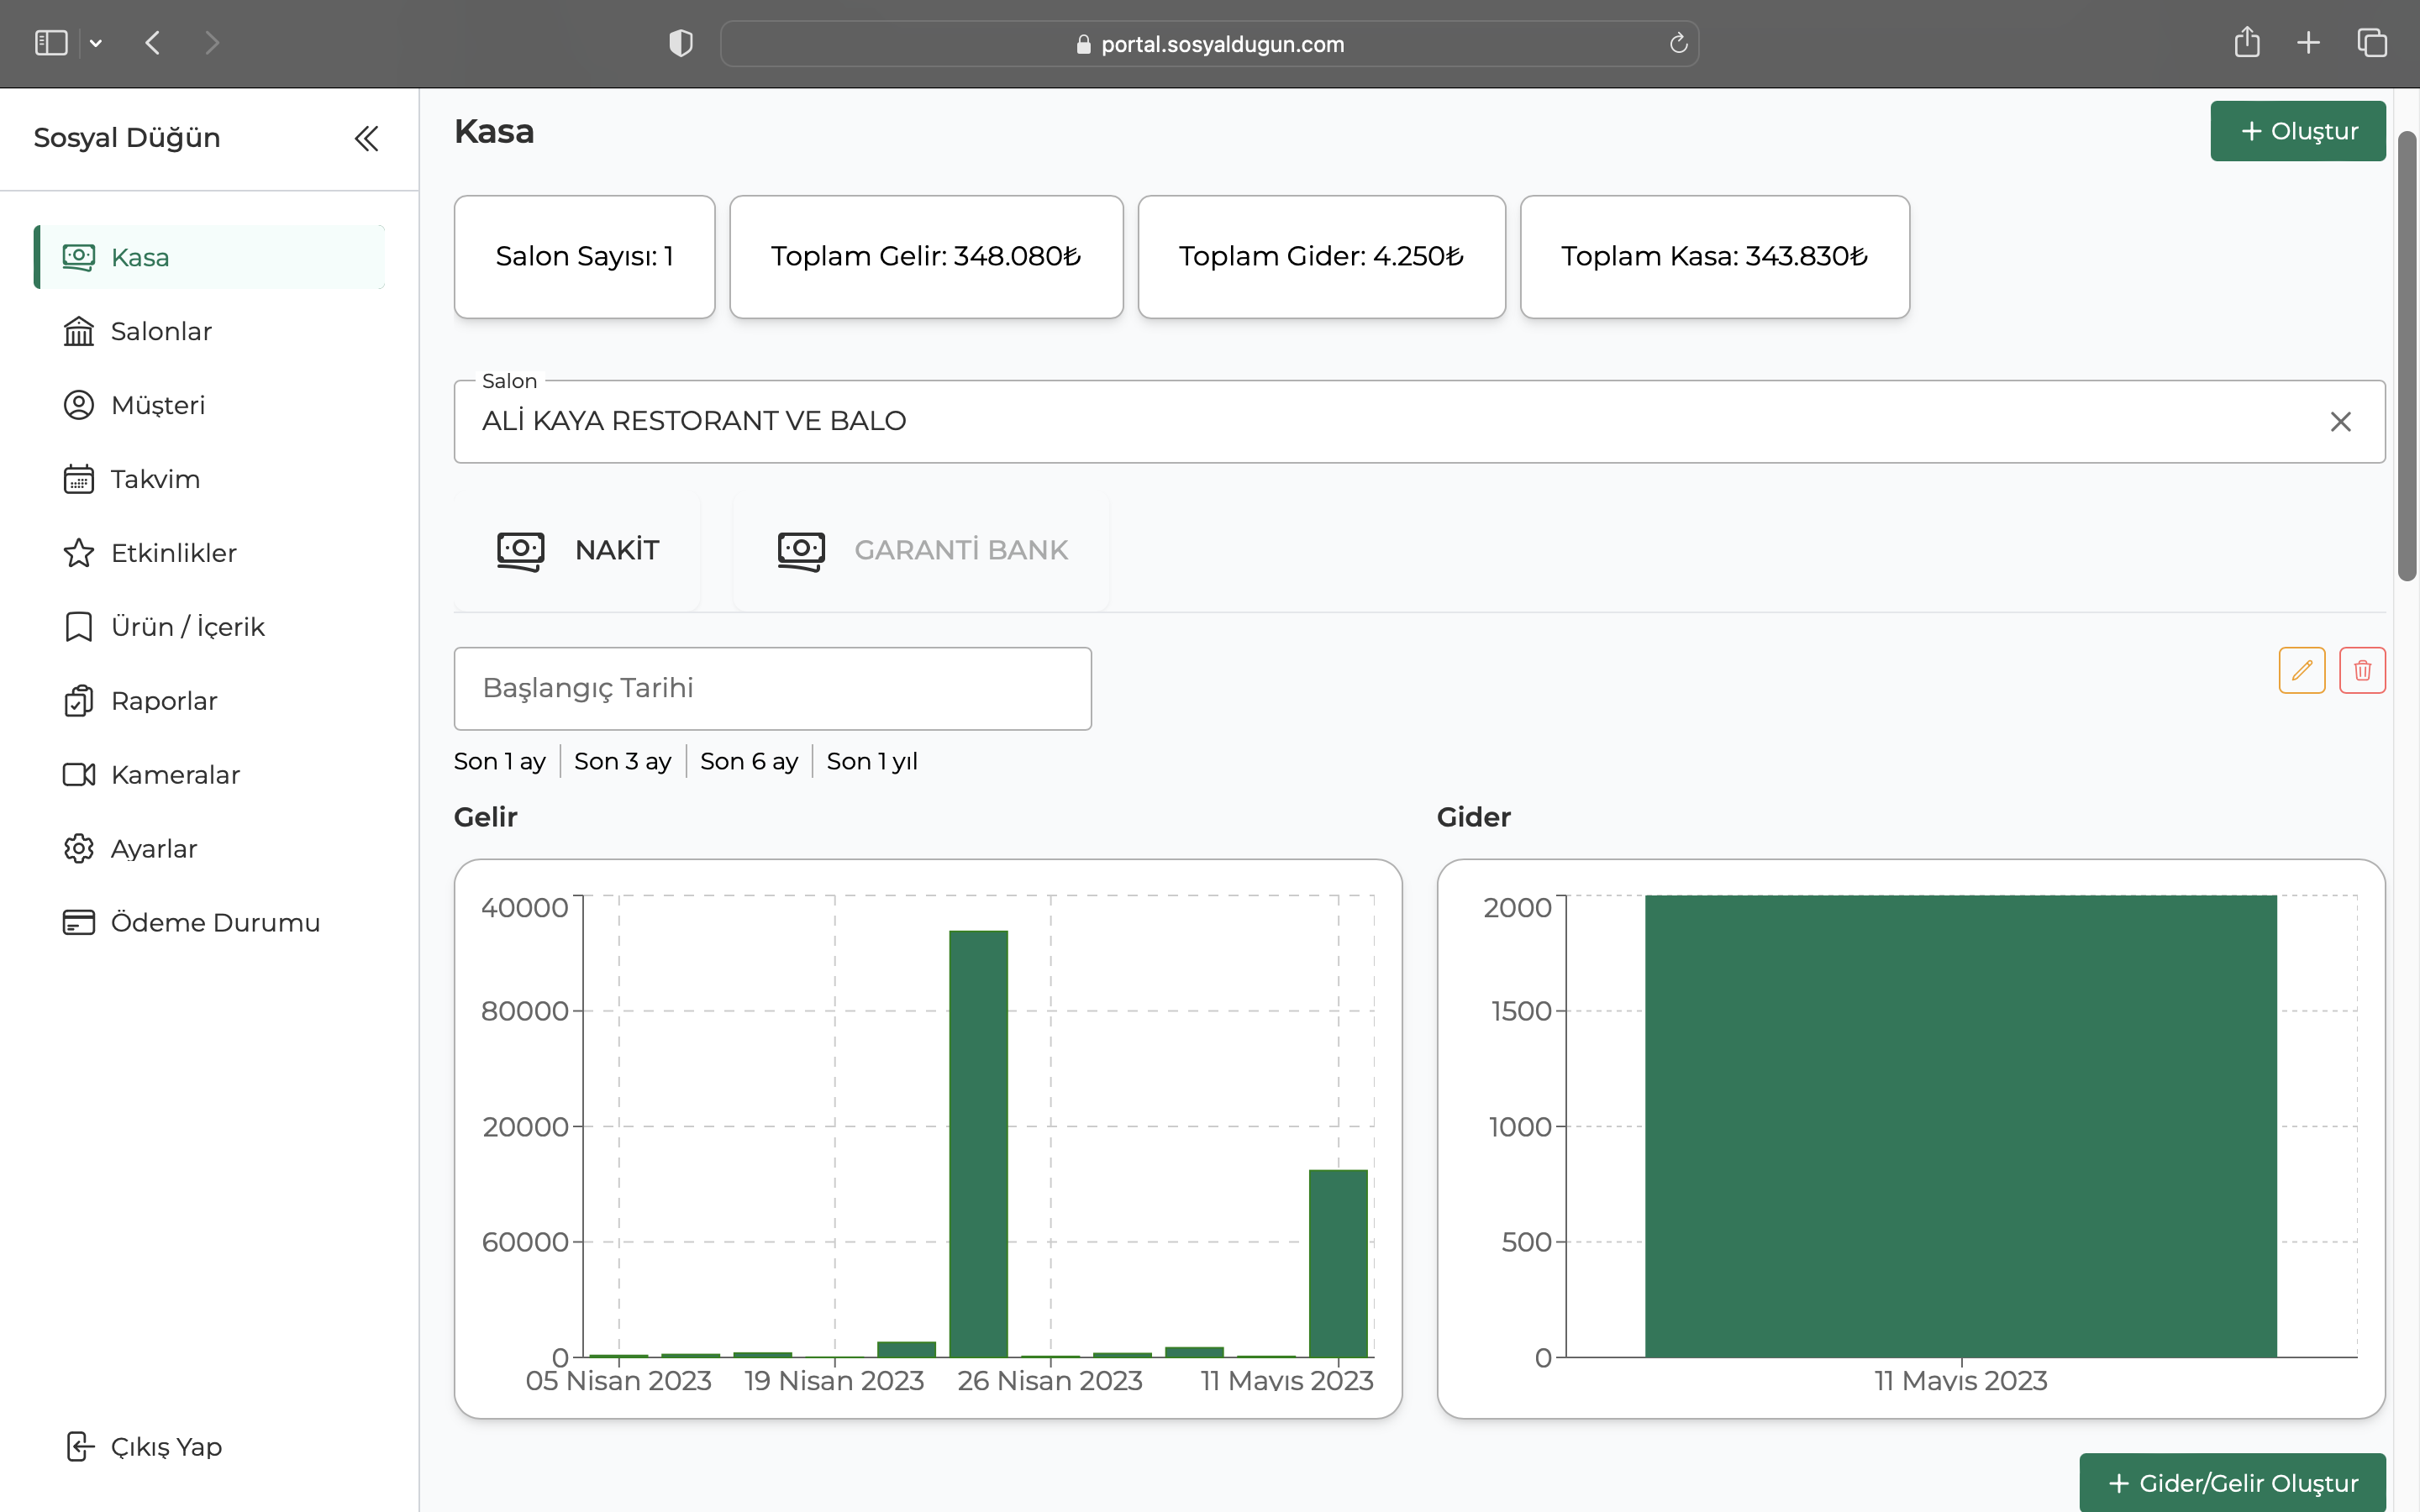 portal.sosyaldugun.com
Sosyal Düğün
Kasa
Salonlar
Müşteri
Takvim
Etkinlikler
Ürün / İçerik
Raporlar
Kameralar
Ayarlar
Ödeme Durumu
Çıkış Yap
Kasa
+ Oluştur
Salon Sayısı: 1
Toplam Gelir: 348.080₺
Toplam Gider: 4.250₺
Toplam Kasa: 343.830₺
Salon
ALİ KAYA RESTORANT VE BALO
NAKİT
GARANTİ BANK
Başlangıç Tarihi
Son 1 ay
Son 3 ay
Son 6 ay
Son 1 yıl
Gelir
40000
80000
20000
60000
0
05 Nisan 2023
19 Nisan 2023
26 Nisan 2023
11 Mayıs 2023
Gider
2000
1500
1000
500
0
11 Mayıs 2023
+ Gider/Gelir Oluştur